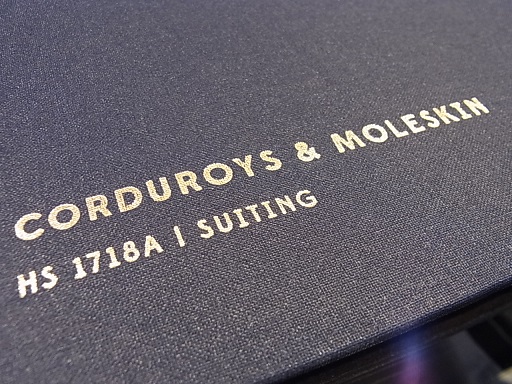 CORDUROYS & MOLESKIN
HS 1718A | SUITING